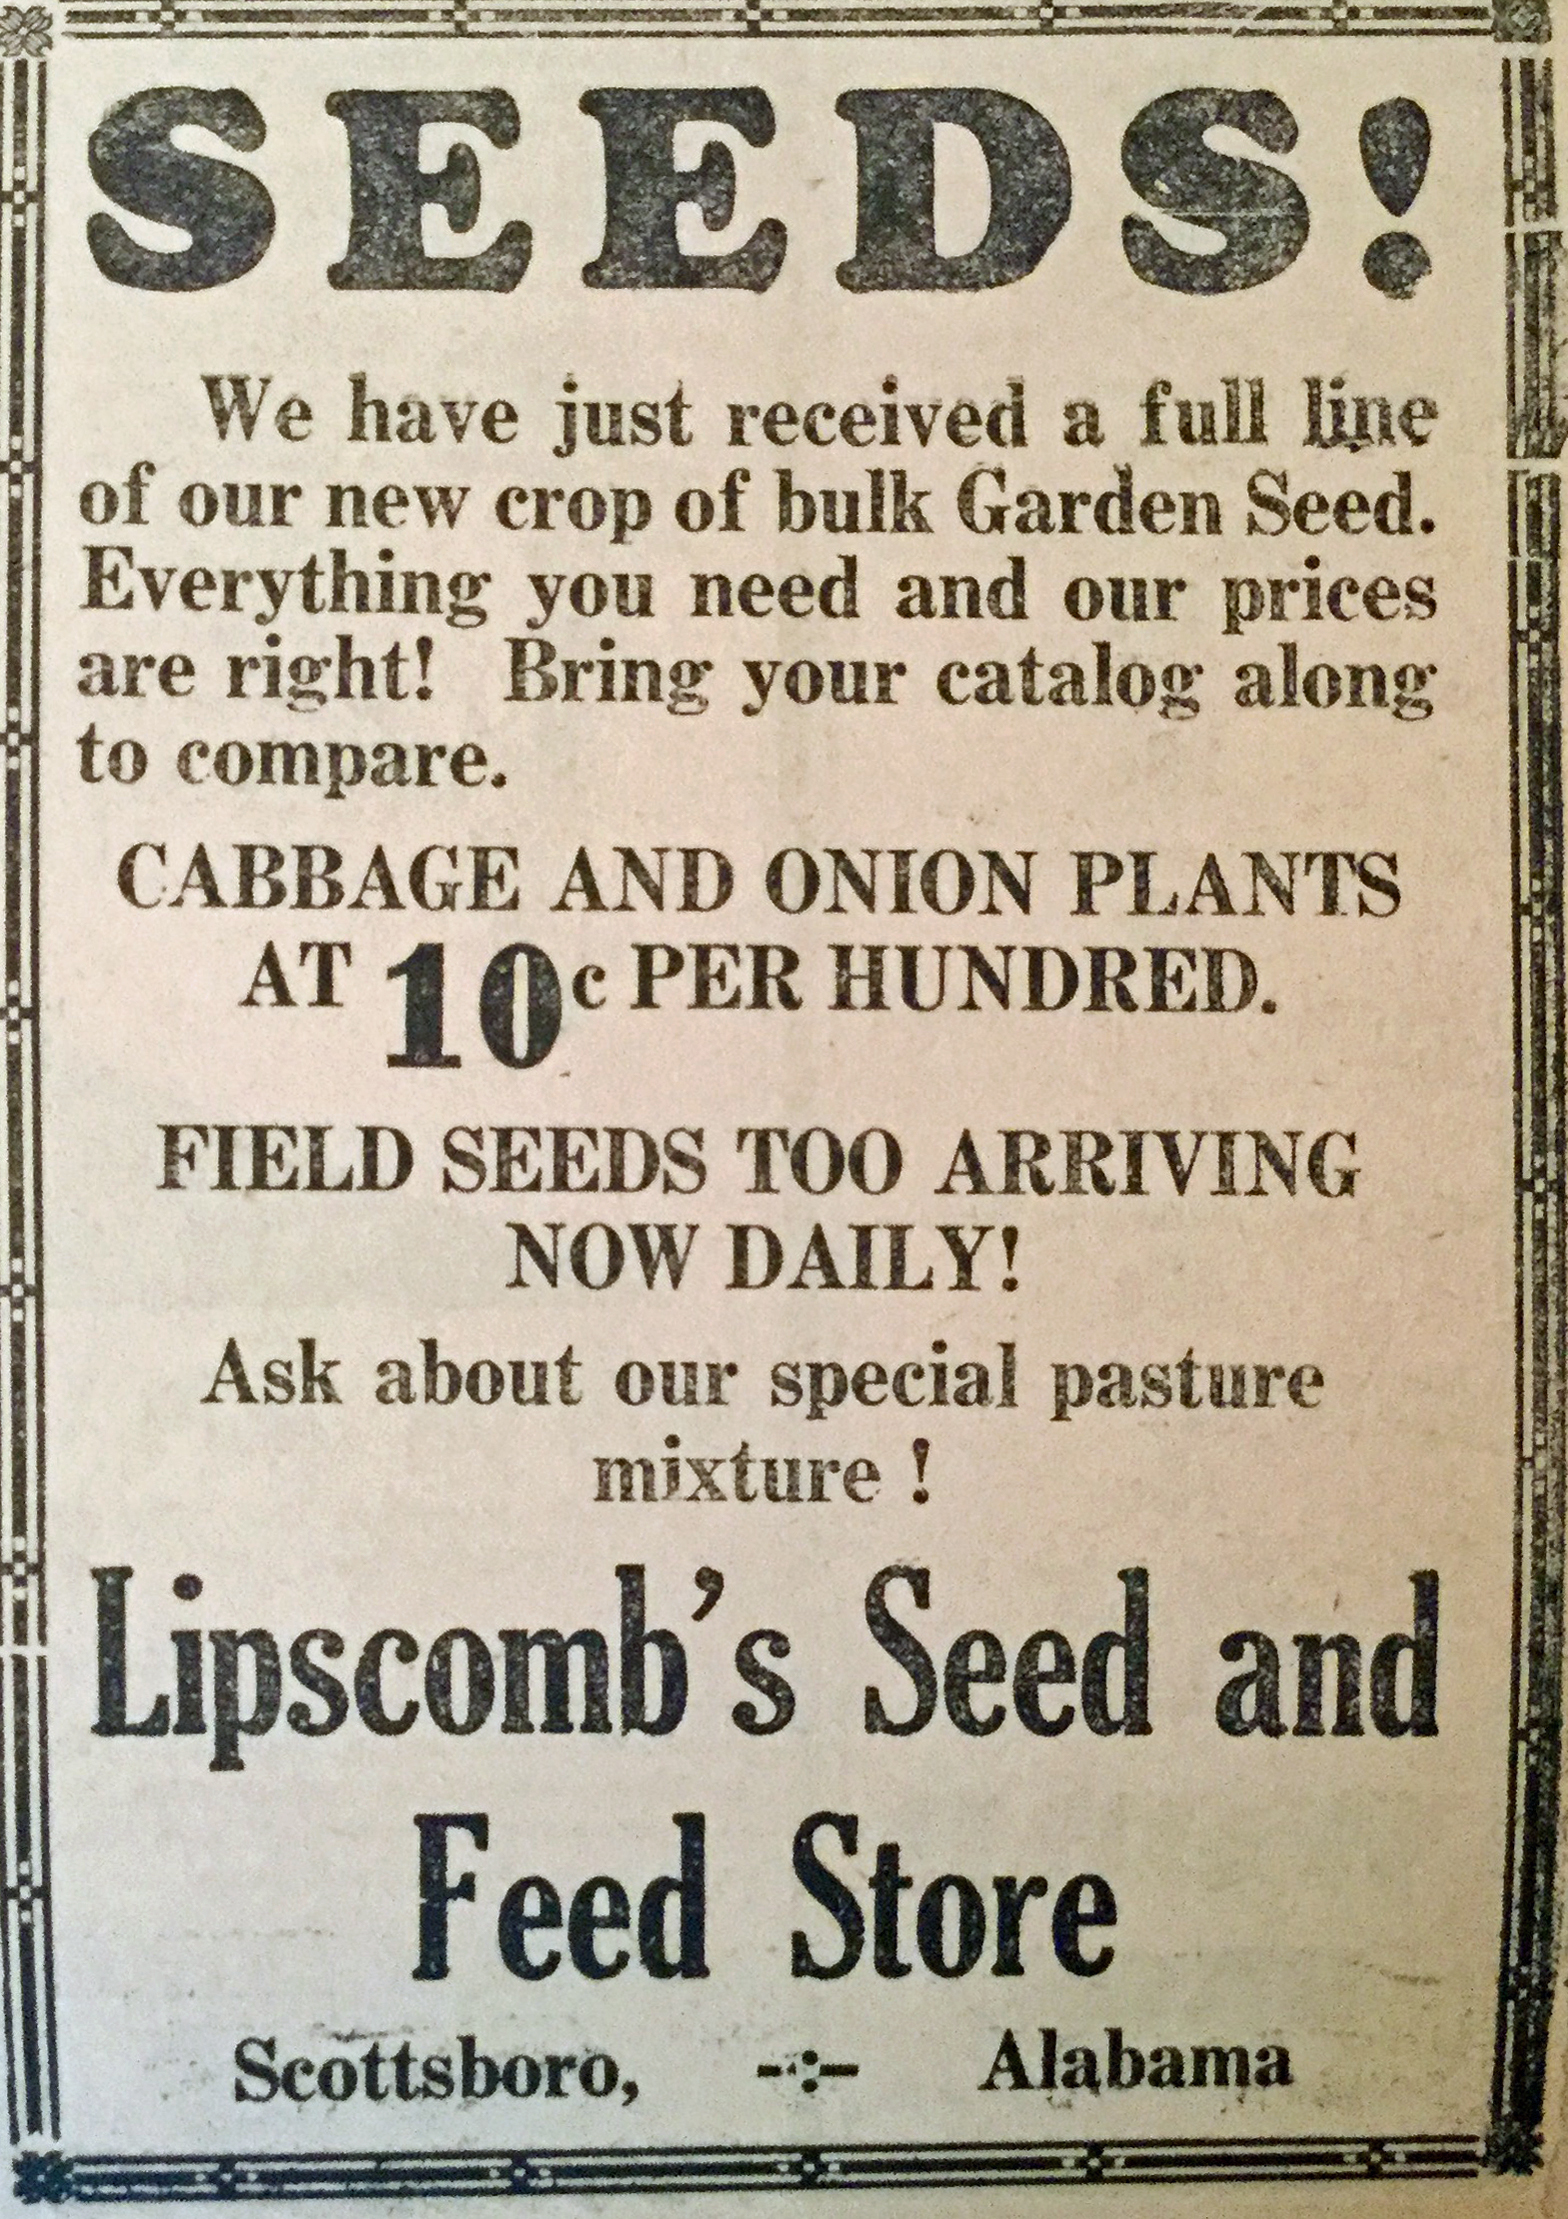 SEEDS!
We have just received a full line
of our new crop of bulk Garden Seed.
Everything you need and our prices
are right! Bring your catalog along
to compare.
CABBAGE AND ONION PLANTS
AT 10c PER HUNDRED.
FIELD SEEDS TOO ARRIVING
NOW DAILY!
Ask about our special pasture
mixture !
Lipscomb's Seed and
Feed Store
Scottsboro, -:- Alabama